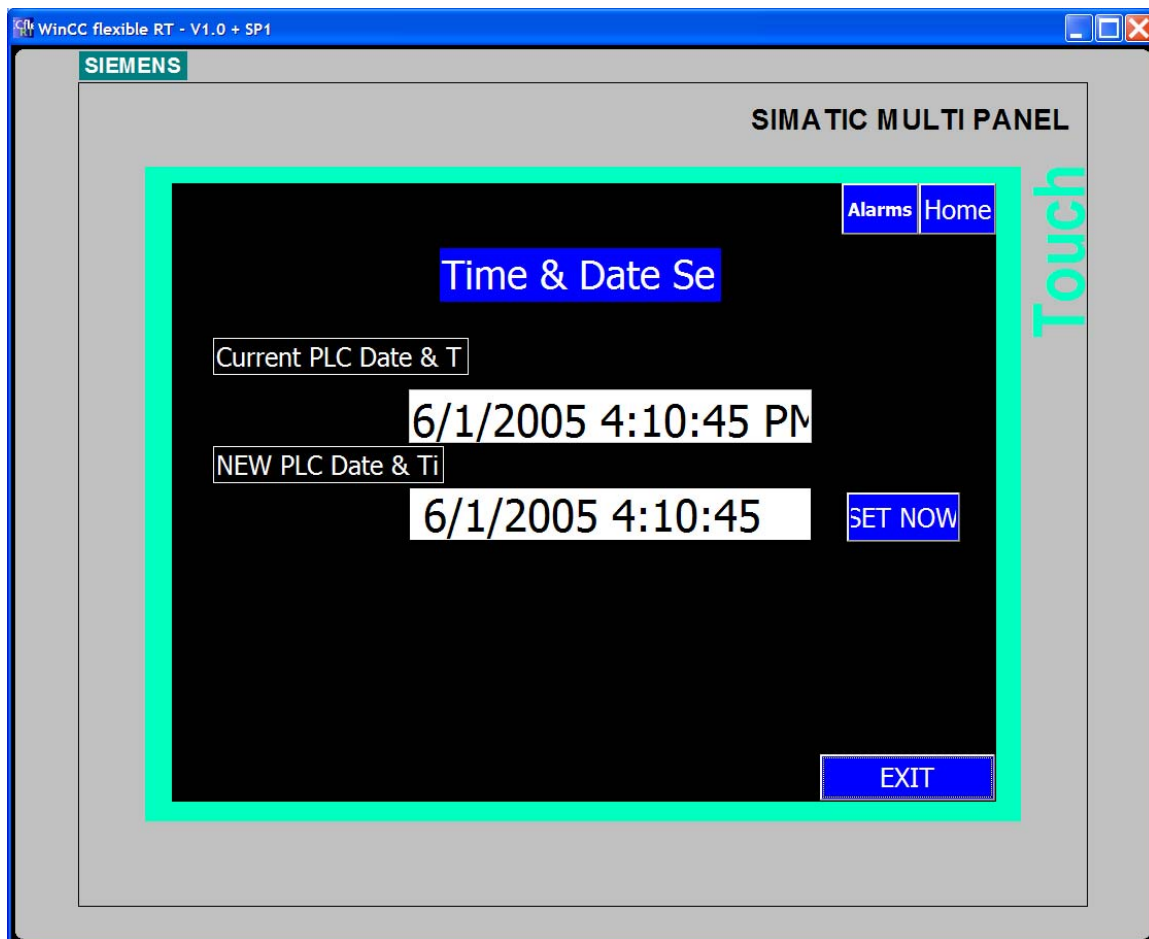 WinCC flexible RT - V1.0 + SP1
SIEMENS
SIMATIC MULTI PANEL
Touch
Alarms Home
Time & Date Se
Current PLC Date & T
6/1/2005 4:10:45 PM
NEW PLC Date & Ti
6/1/2005 4:10:45
SET NOW
EXIT